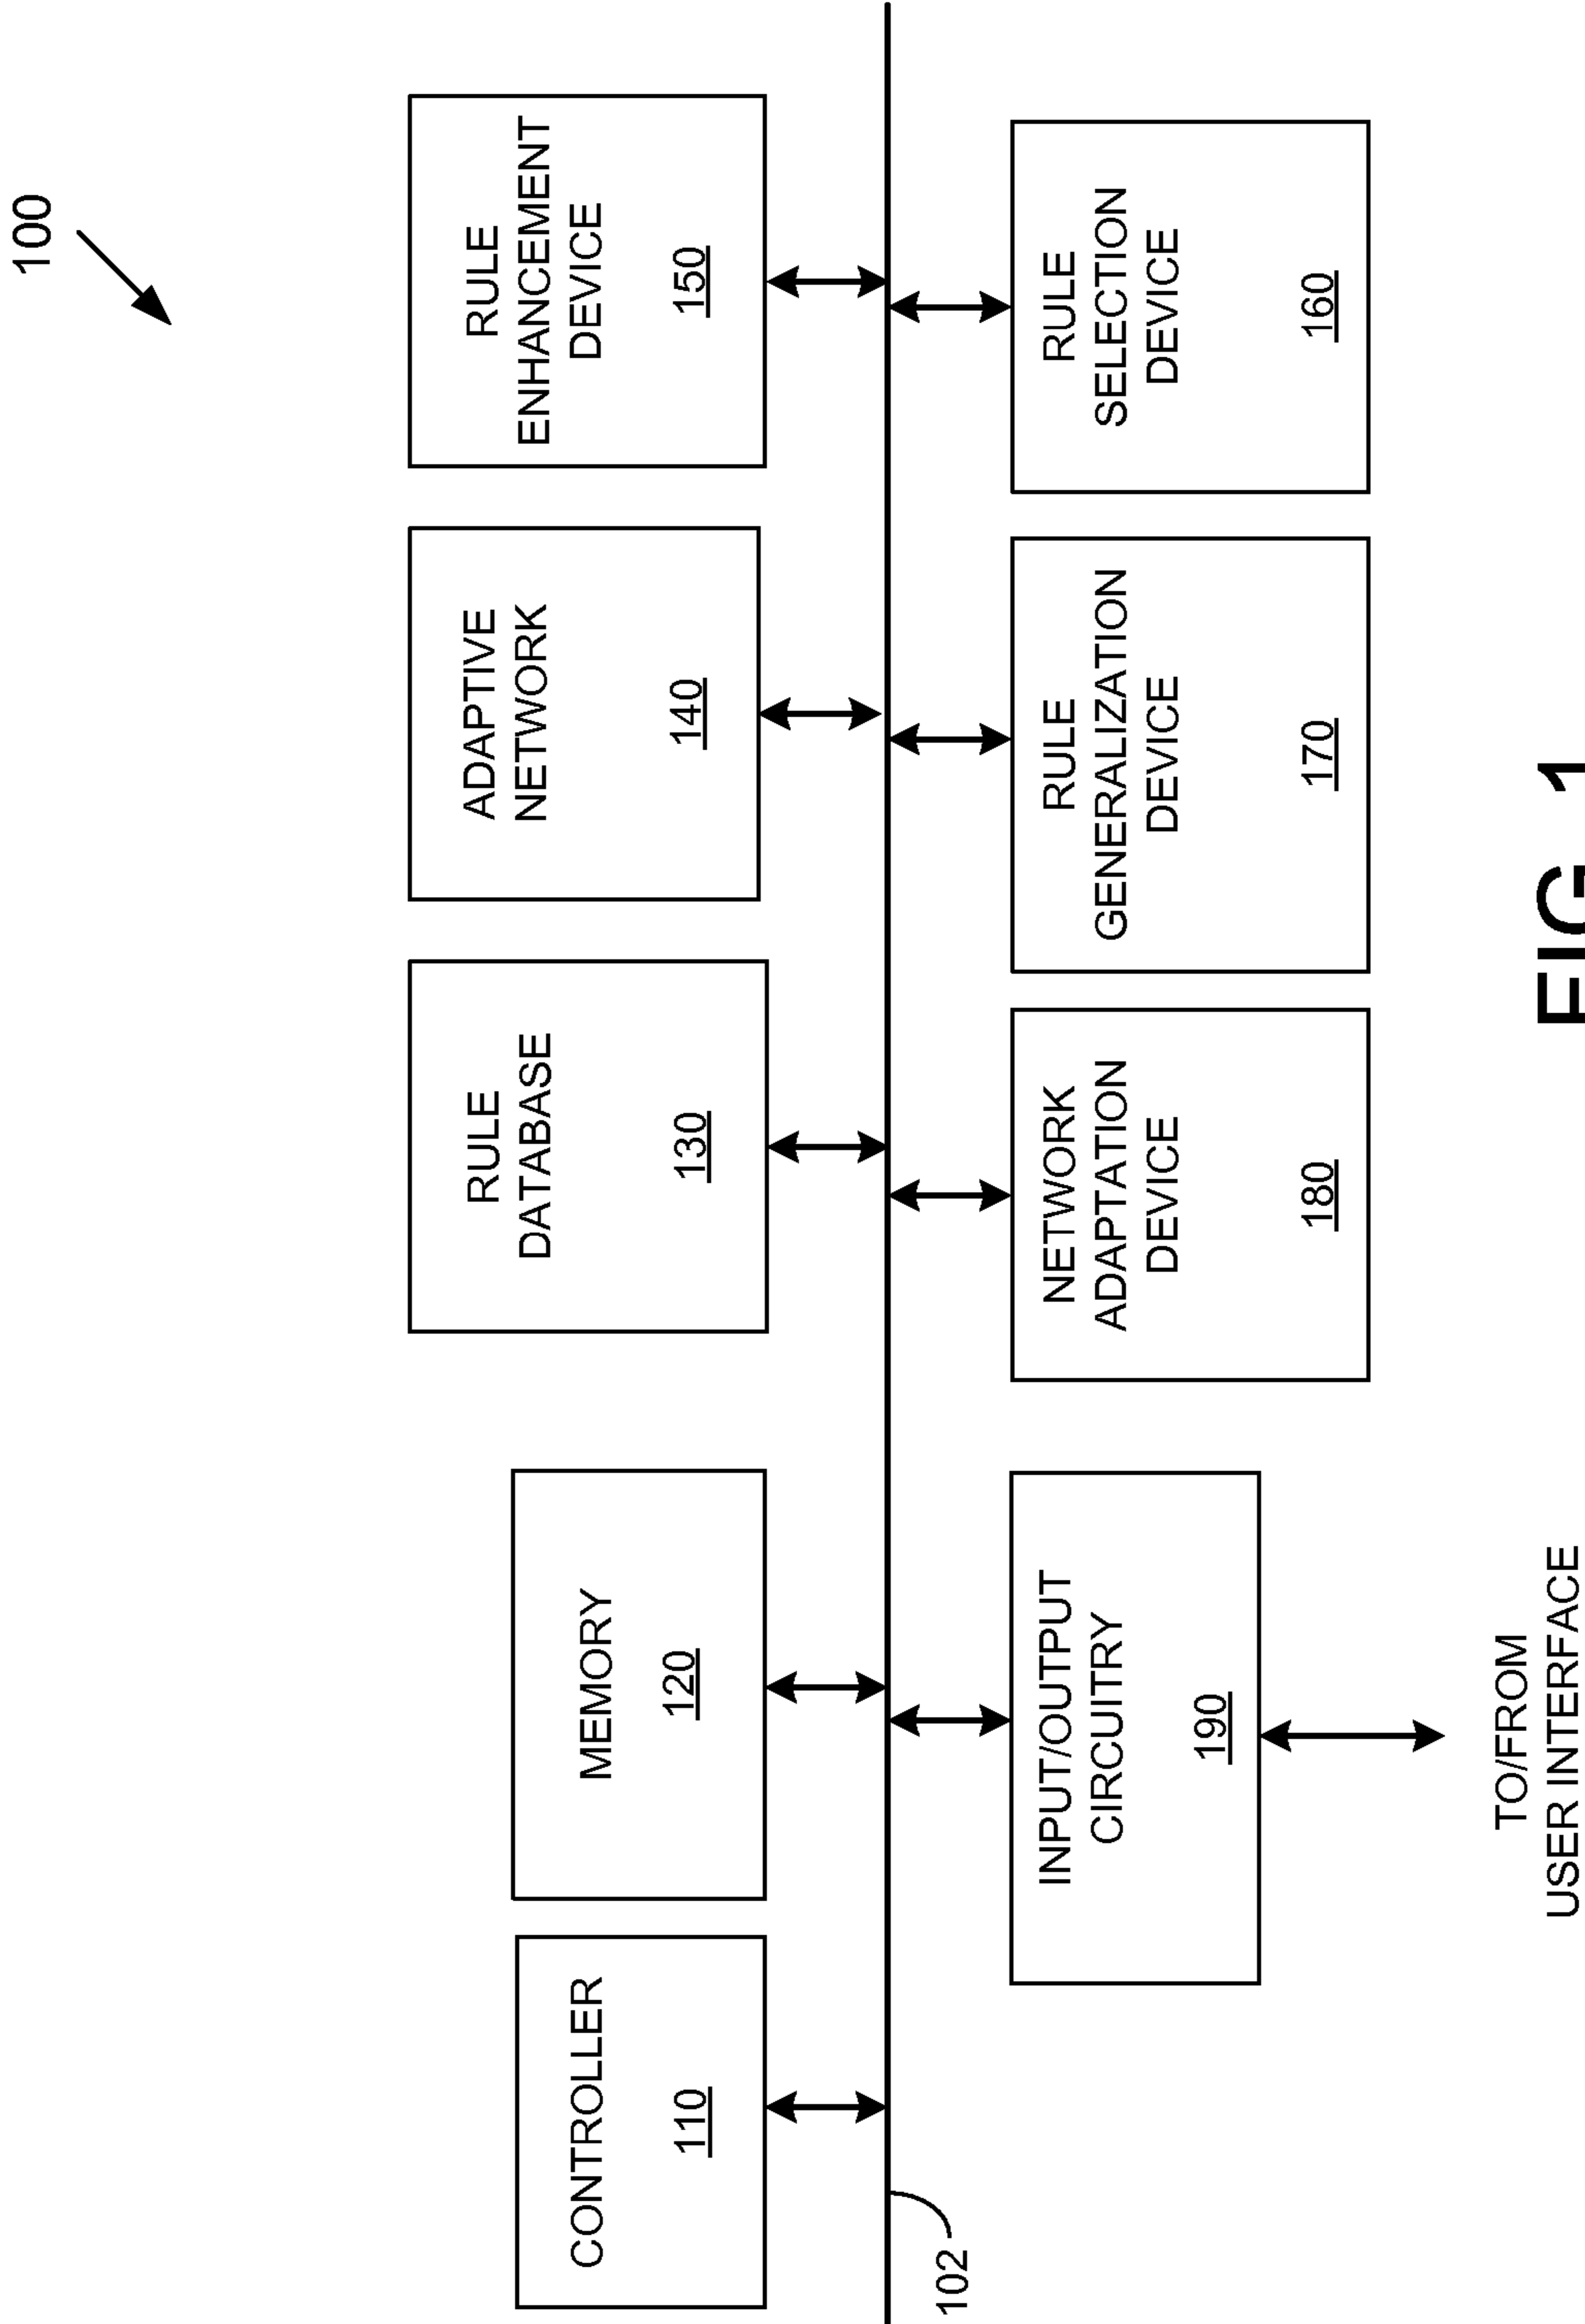 100
CONTROLLER
110
MEMORY
120
RULE
DATABASE
130
ADAPTIVE
NETWORK
140
RULE
ENHANCEMENT
DEVICE
150
102
INPUT/OUTPUT
CIRCUITRY
190
NETWORK
ADAPTATION
DEVICE
180
RULE
GENERALIZATION
DEVICE
170
RULE
SELECTION
DEVICE
160
TO/FROM
USER INTERFACE
FIG. 1